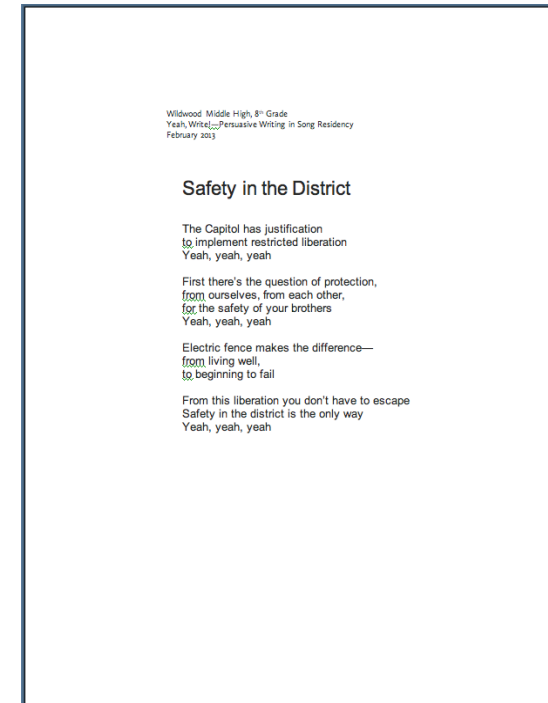 Wildwood Middle High, 8th Grade
Yeah, Write!—Persuasive Writing in Song Residency
February 2013
Safety in the District
The Capitol has justification
to implement restricted liberation
Yeah, yeah, yeah
First there's the question of protection,
from ourselves, from each other,
for the safety of your brothers
Yeah, yeah, yeah
Electric fence makes the difference—
from living well,
to beginning to fail
From this liberation you don't have to escape
Safety in the district is the only way
Yeah, yeah, yeah